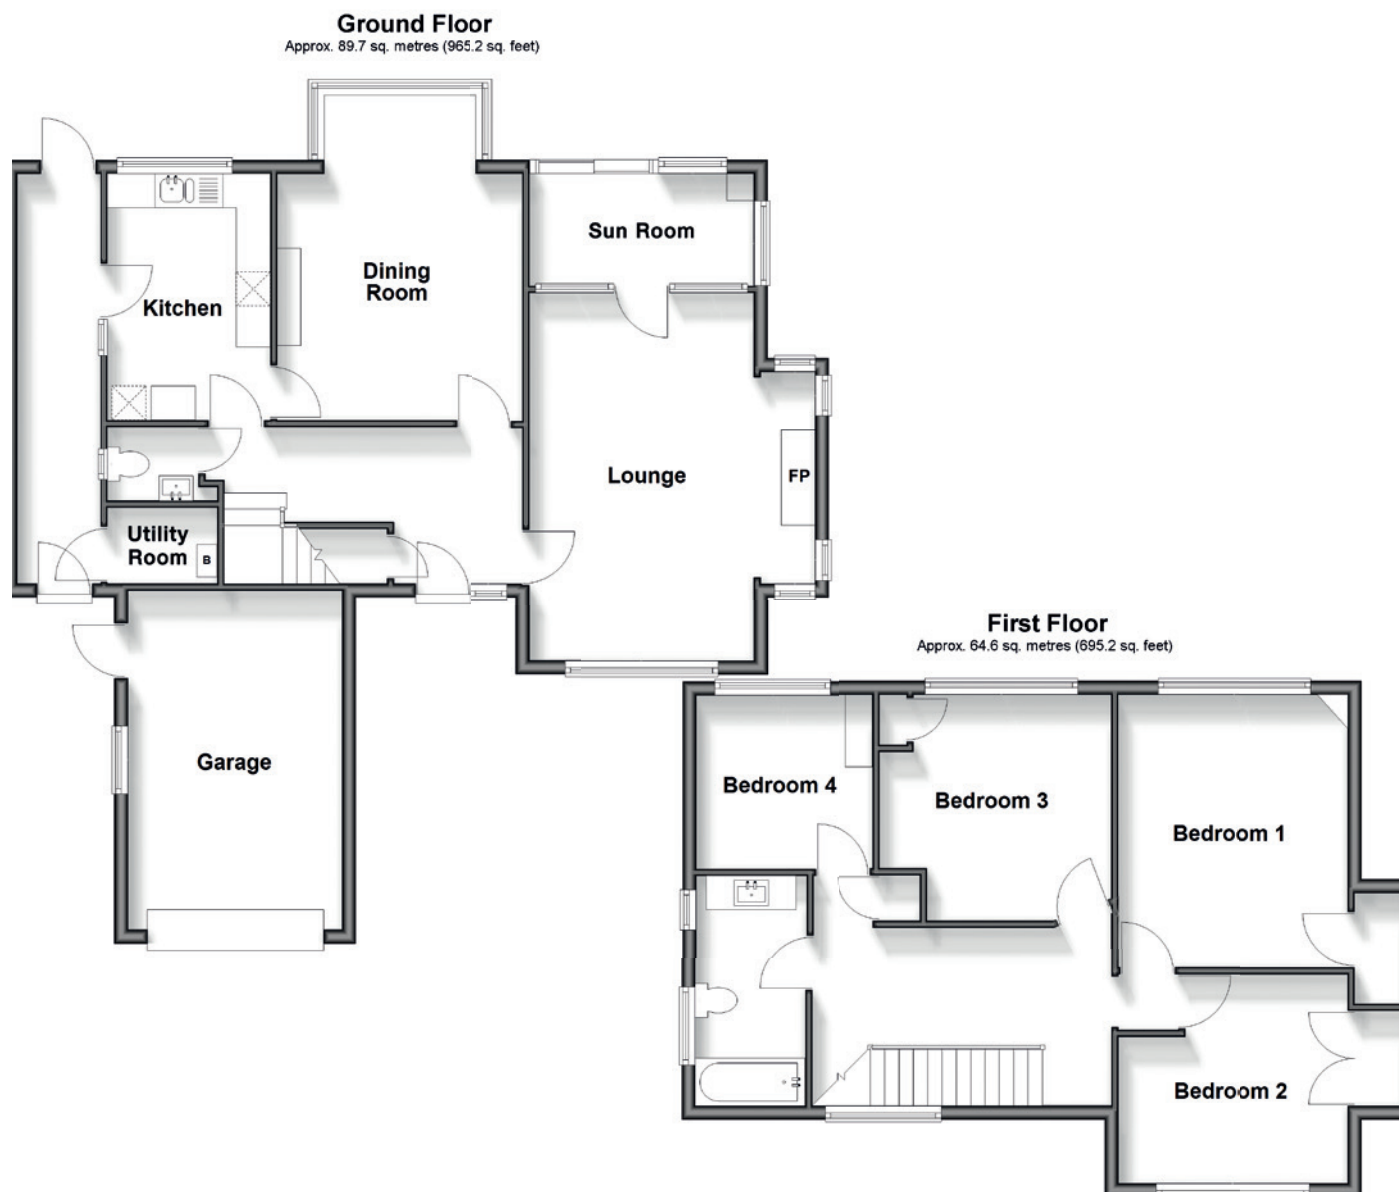 Ground Floor
Approx. 89.7 sq. metres (965.2 sq. feet)
Sun Room
Dining
Room
Kitchen
Lounge
FP
Utility
Room
B
Garage
First Floor
Approx. 64.6 sq. metres (695.2 sq. feet)
Bedroom 4
Bedroom 3
Bedroom 1
Bedroom 2